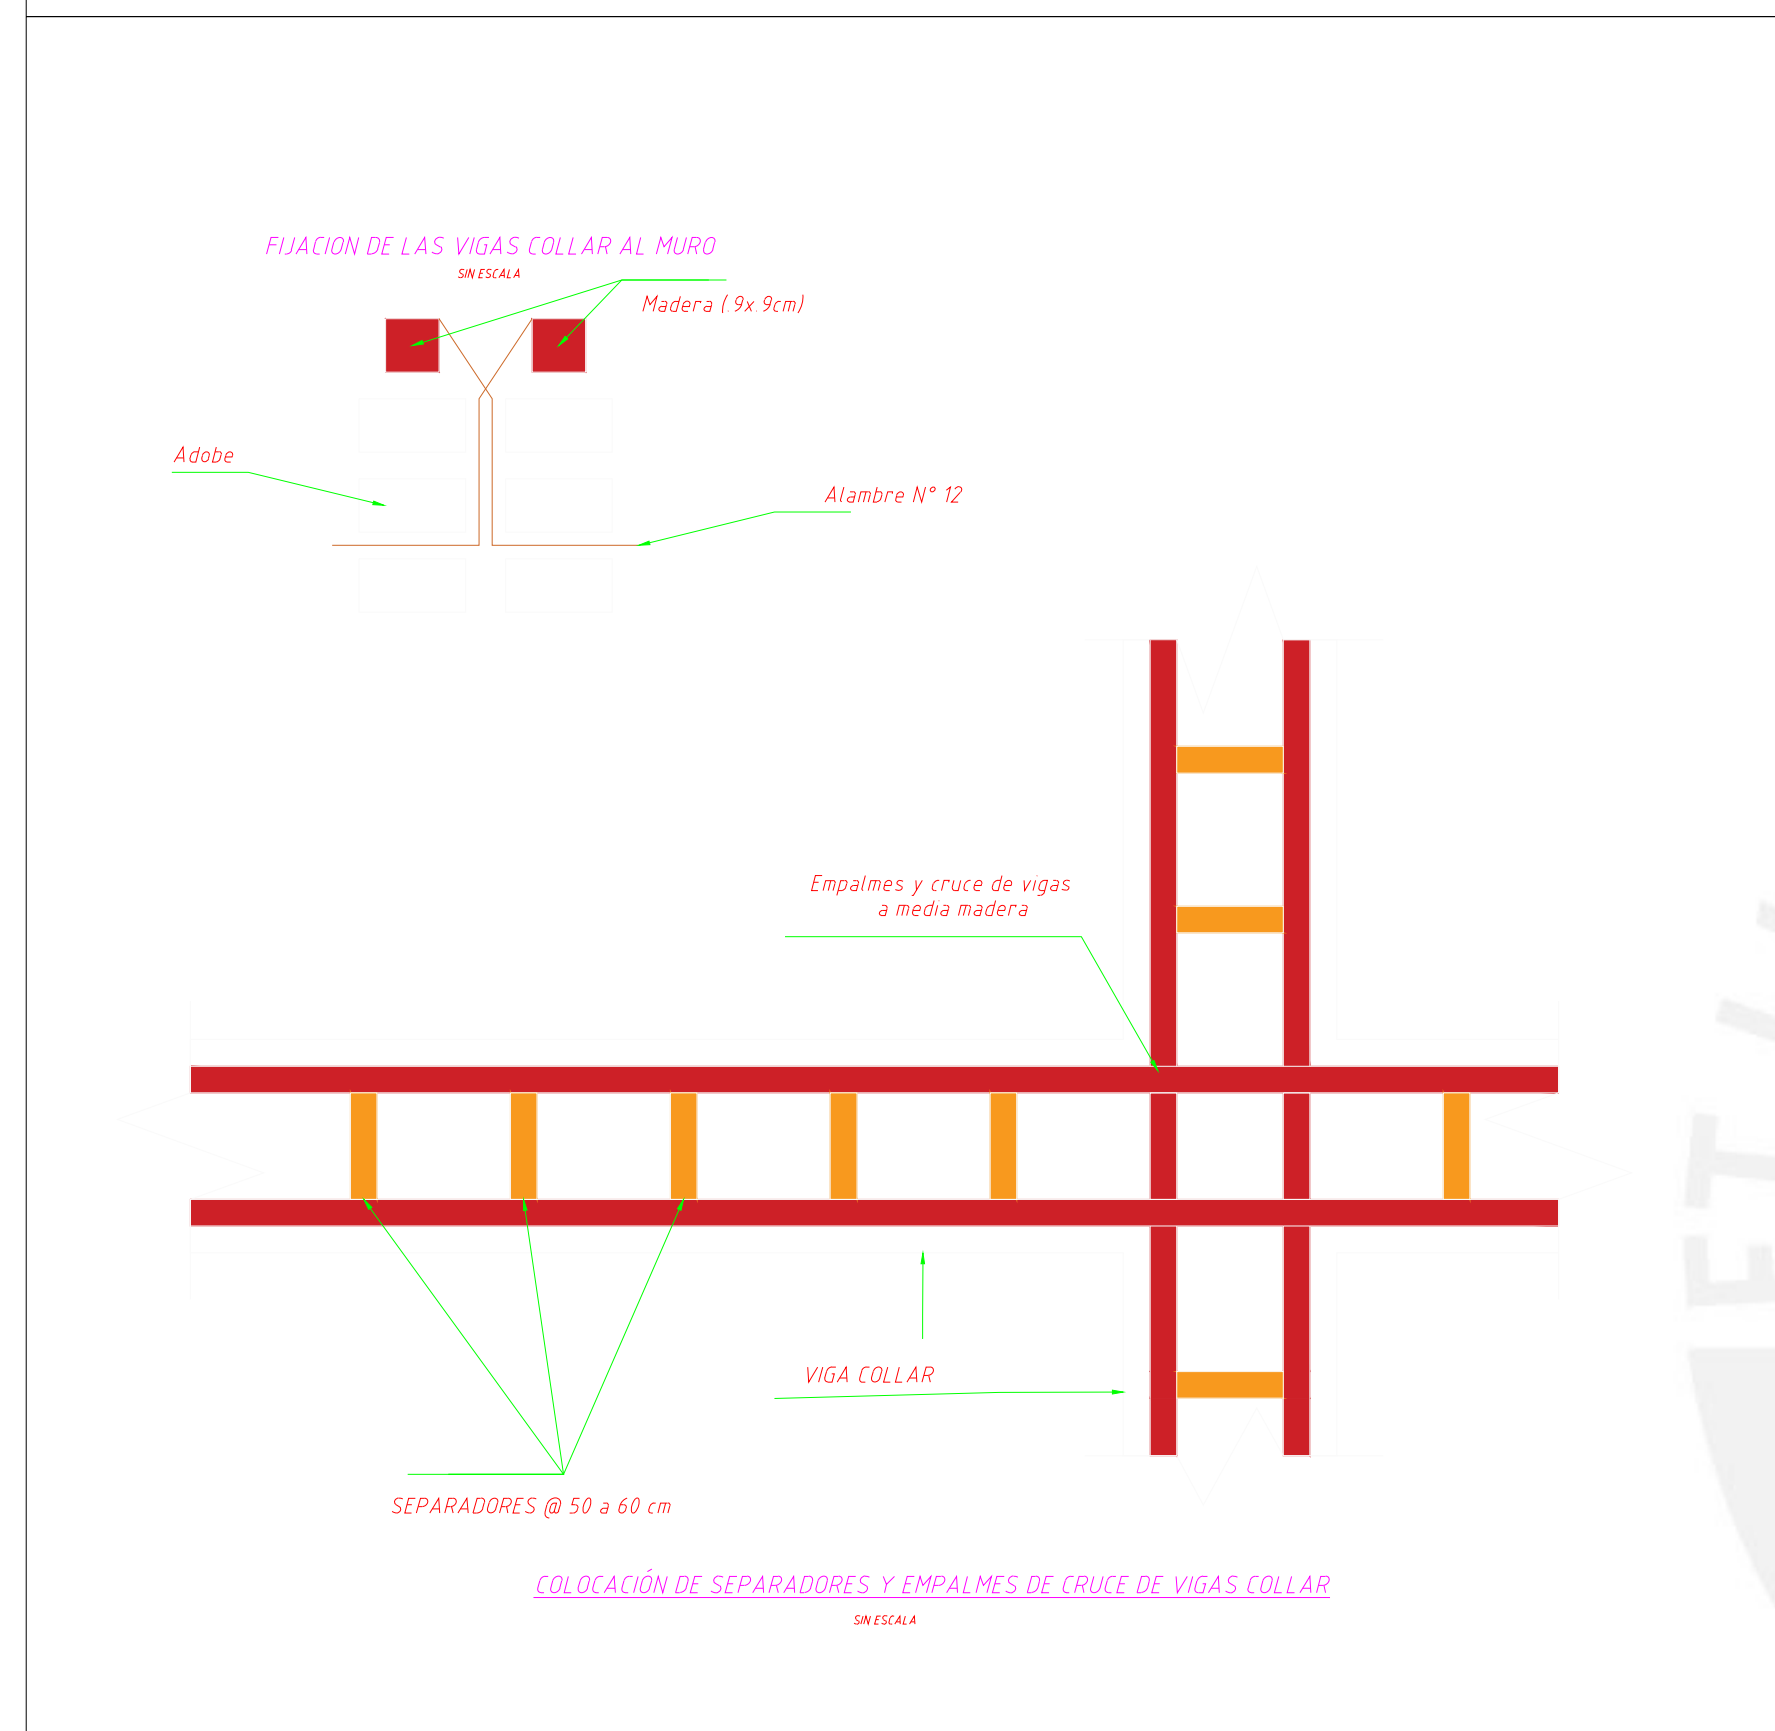 FIJACION DE LAS VIGAS COLLAR AL MURO
SIN ESCALA
Madera (.9x.9cm)
Adobe
Alambre N° 12
Empalmes y cruce de vigas
a media madera
VIGA COLLAR
SEPARADORES @ 50 a 60 cm
COLOCACIÓN DE SEPARADORES Y EMPALMES DE CRUCE DE VIGAS COLLAR
SIN ESCALA